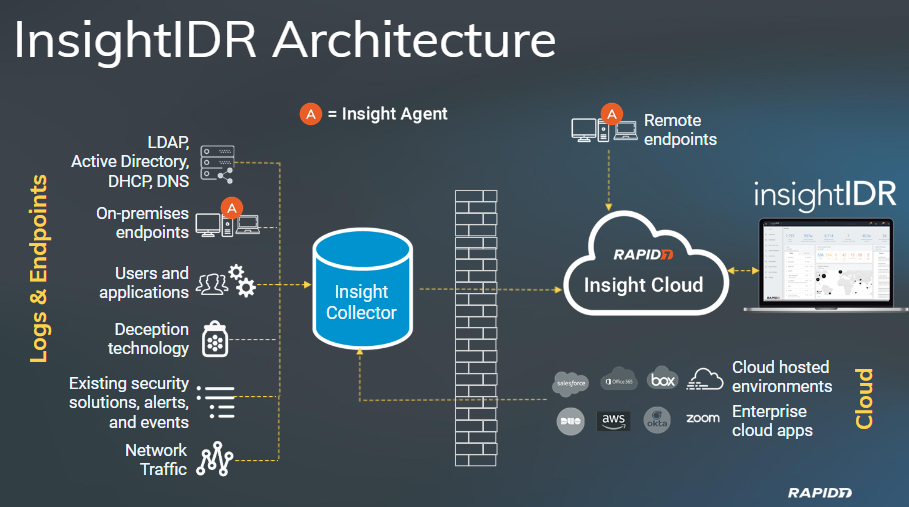 InsightIDR Architecture
A = Insight Agent
LDAP,
Active Directory,
DHCP, DNS
A
On-premises
endpoints
Users and
applications
Deception
technology
Existing security
solutions, alerts,
and events
Network
Traffic
Logs & Endpoints
Insight
Collector
A
Remote
endpoints
RAPID7
Insight Cloud
insightIDR
salesforce
Office 365
box
Cloud hosted
environments
DUO
aws
okta
zoom
Enterprise
cloud apps
Cloud
RAPID7